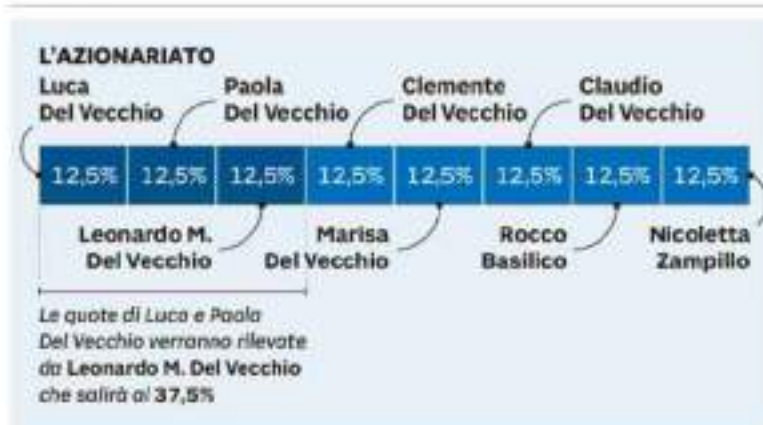 L'AZIONARIATO
Luca
Del Vecchio
Paola
Del Vecchio
Clemente
Del Vecchio
Claudio
Del Vecchio
12,5% 12,5% 12,5% 12,5% 12,5% 12,5% 12,5% 12,5%
Leonardo M.
Del Vecchio
Marisa
Del Vecchio
Rocco
Basilico
Nicoletta
Zampillo
Le quote di Luca e Paola
Del Vecchio verranno rilevate
da Leonardo M. Del Vecchio
che salirà al 37,5%